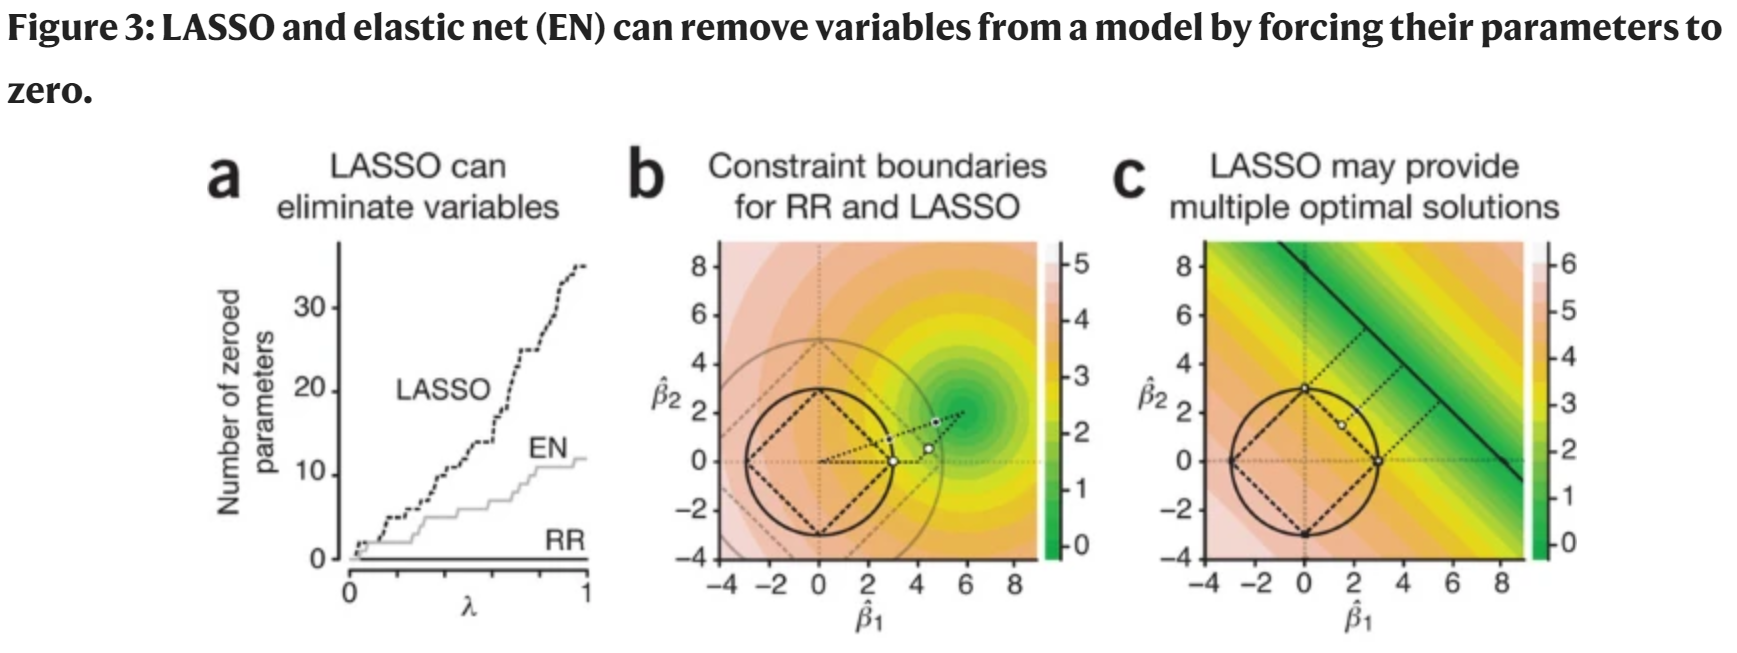 Figure 3: LASSO and elastic net (EN) can remove variables from a model by forcing their parameters to
zero.
a
LASSO can
eliminate variables
Number of zeroed
parameters
30
20
10
0
LASSO
EN
RR
0
1
λ
b
Constraint boundaries
for RR and LASSO
β̂2
8
6
4
2
0
−2
−4
−4 −2 0 2 4 6 8
β̂1
5
4
3
2
1
0
c
LASSO may provide
multiple optimal solutions
β̂2
8
6
4
2
0
−2
−4
−4 −2 0 2 4 6 8
β̂1
6
5
4
3
2
1
0